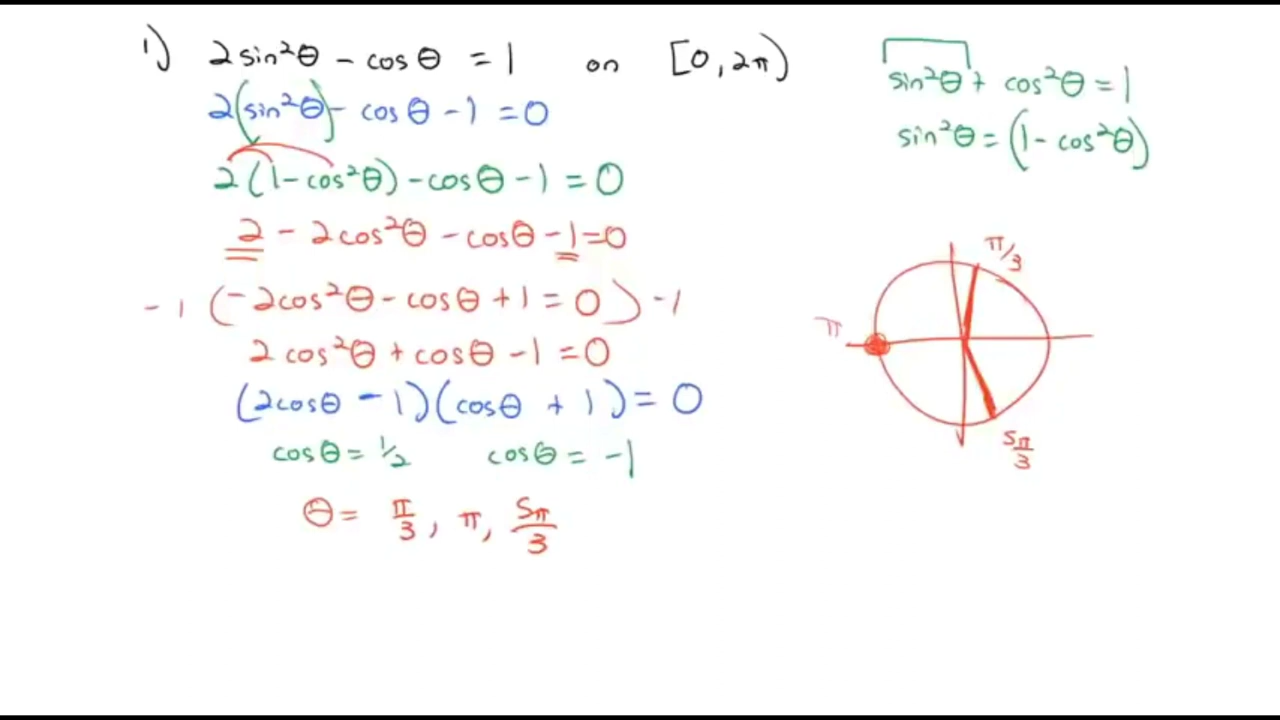 1) 2sin²θ - cosθ = 1 on [0, 2π)
2(sin²θ) - cosθ - 1 = 0
2(1 - cos²θ) - cosθ - 1 = 0
2 - 2cos²θ - cosθ - 1 = 0
-1 (-2cos²θ - cosθ + 1 = 0) -1
2cos²θ + cosθ - 1 = 0
(2cosθ - 1)(cosθ + 1) = 0
cosθ = 1/2 cosθ = -1
θ = π/3, π, 5π/3
sin²θ + cos²θ = 1
sin²θ = (1 - cos²θ)
π/3
π
5π/3